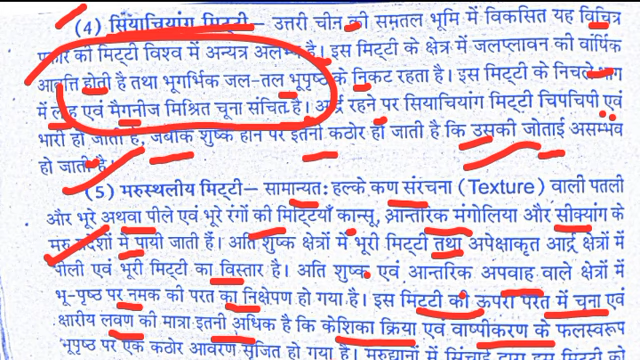 (4) सियाचियांग मिट्टी– उत्तरी चीन की समतल भूमि में विकसित यह विचित्र
प्रकार की मिट्टी विश्व में अन्यत्र अलभ्य है। इस मिट्टी के क्षेत्र में जलप्लावन की वार्षिक
आवृत्ति होती है तथा भूगर्भिक जल-तल भूपृष्ठ के निकट रहता है। इस मिट्टी के निचले भाग
में लौह एवं मैगनीज मिश्रित चूना संचित है। आर्द्र रहने पर सियाचियांग मिट्टी चिपचिपी एवं
भारी हो जाती है, जबकि शुष्क होने पर इतनी कठोर हो जाती है कि उसकी जोताई असम्भव
हो जाती है।
(5) मरुस्थलीय मिट्टी– सामान्यत: हल्के कण संरचना (Texture) वाली पतली
और भूरे अथवा पीले एवं भूरे रंगों की मिट्टियाँ कान्सू, आन्तरिक मंगोलिया और सीक्यांग के
मरु प्रदेशों में पायी जाती हैं। अति शुष्क क्षेत्रों में भूरी मिट्टी तथा अपेक्षाकृत आर्द्र क्षेत्रों में
पीली एवं भूरी मिट्टी का विस्तार है। अति शुष्क एवं आन्तरिक अपवाह वाले क्षेत्रों में
भू-पृष्ठ पर नमक की परत का निक्षेपण हो गया है। इस मिट्टी की ऊपरी परत में चूना एवं
क्षारीय लवण की मात्रा इतनी अधिक है कि केशिका क्रिया एवं वाष्पीकरण के फलस्वरूप
भूपृष्ठ पर एक कठोर आवरण सृजित हो गया है। मरुद्यानों में सिंचाई द्वारा इस मिट्टी को